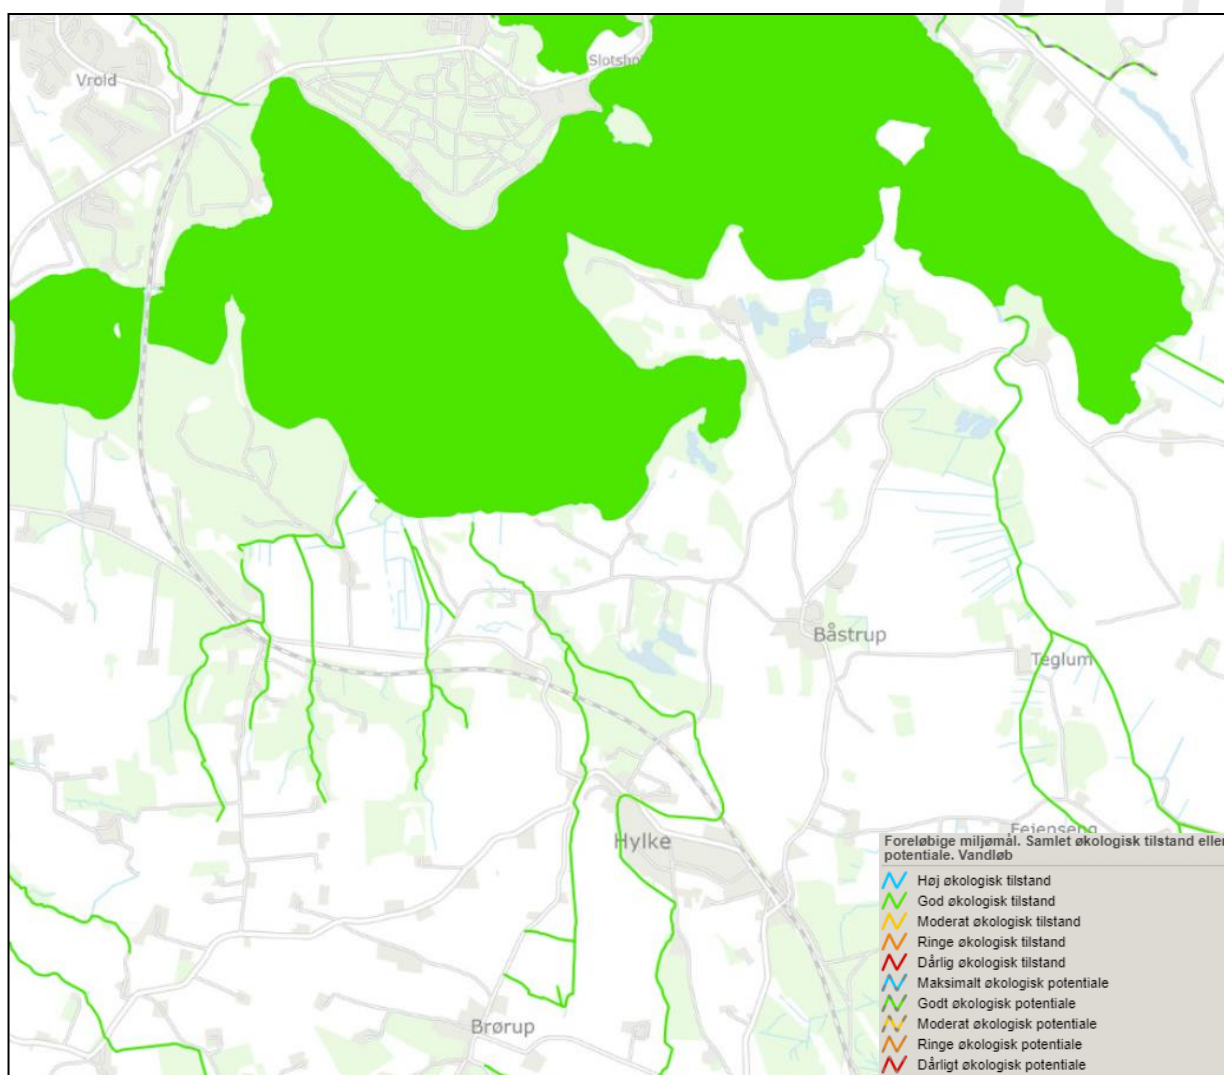 Vrold
Slotsho
Båstrup
Teglum
Hylke
Fejenseng
Brørup
Foreløbige miljømål. Samlet økologisk tilstand eller
potentiale. Vandløb
Høj økologisk tilstand
God økologisk tilstand
Moderat økologisk tilstand
Ringe økologisk tilstand
Dårlig økologisk tilstand
Maksimalt økologisk potentiale
Godt økologisk potentiale
Moderat økologisk potentiale
Ringe økologisk potentiale
Dårligt økologisk potentiale